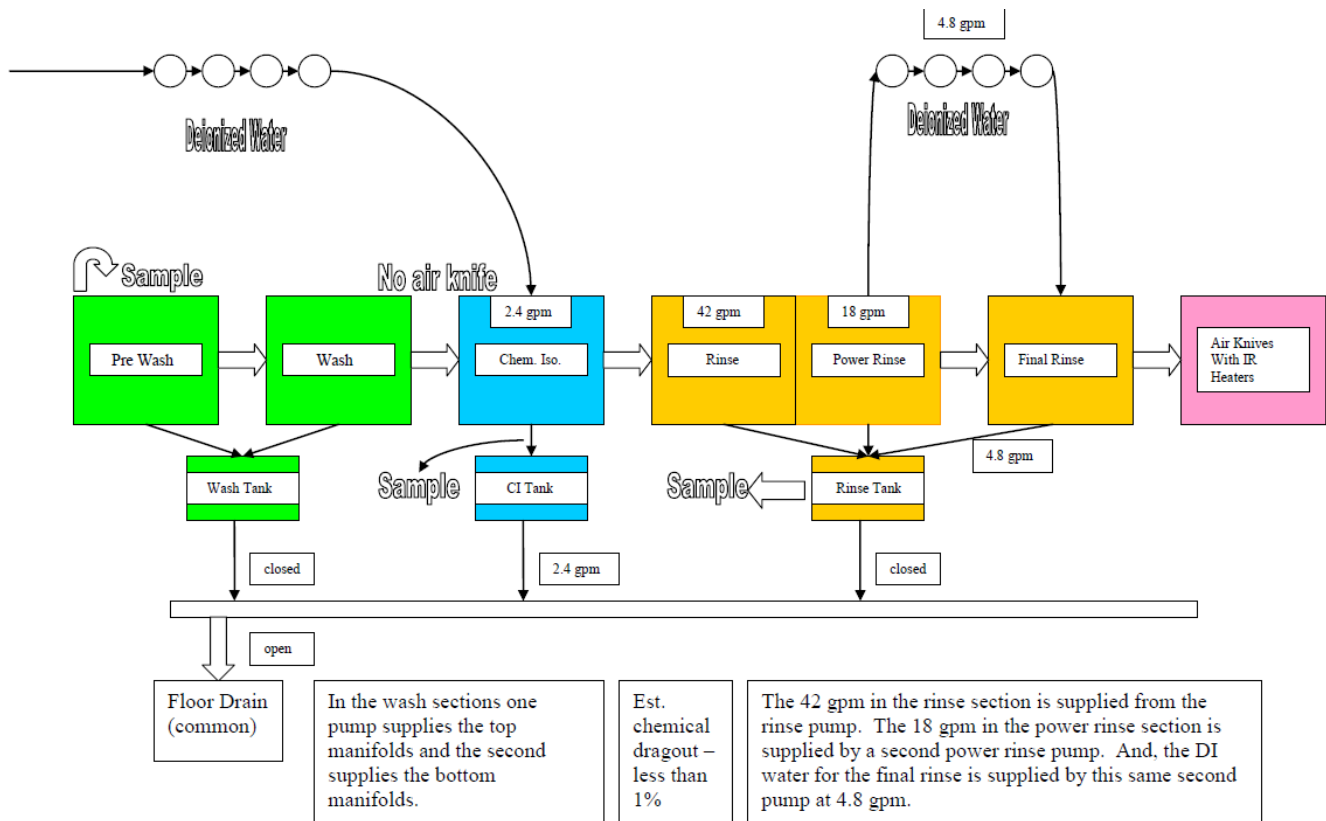 4.8 gpm
Deionized Water
Deionized Water
Sample
No air knife
2.4 gpm
42 gpm
18 gpm
Pre Wash
Wash
Chem. Iso.
Rinse
Power Rinse
Final Rinse
Air Knives
With IR
Heaters
4.8 gpm
Wash Tank
Sample
CI Tank
Sample
Rinse Tank
closed
2.4 gpm
closed
open
Floor Drain
(common)
In the wash sections one
pump supplies the top
manifolds and the second
supplies the bottom
manifolds.
Est.
chemical
dragout –
less than
1%
The 42 gpm in the rinse section is supplied from the
rinse pump. The 18 gpm in the power rinse section is
supplied by a second power rinse pump. And, the DI
water for the final rinse is supplied by this same second
pump at 4.8 gpm.